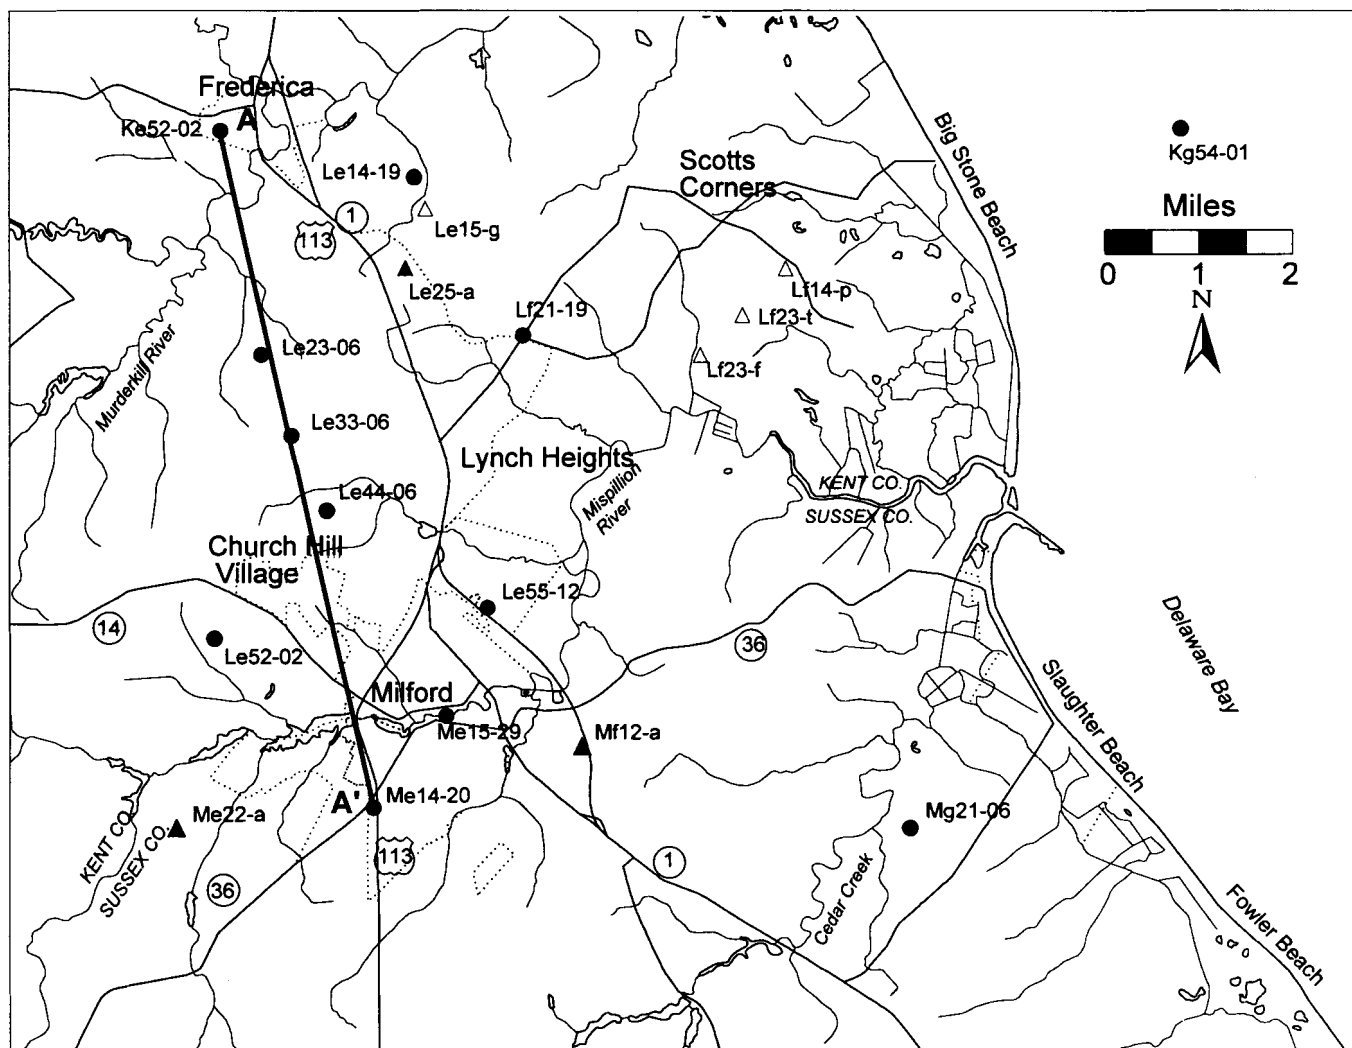 Frederica
A
Ke52-02
Le14-19
1
113
Le15-g
Le25-a
Lf21-19
Scotts
Corners
Big Stone Beach
Kg54-01
Miles
0 1 2
N
Lf14-p
Lf23-t
Lf23-f
Murderkill River
Le23-06
Le33-06
Le44-06
Lynch Heights
Mispillion
River
KENT CO.
SUSSEX CO.
Church Hill
Village
Le55-12
14
Le52-02
36
Delaware Bay
Slaughter Beach
Milford
Me15-29
Mf12-a
A'
Me14-20
Me22-a
KENT CO.
SUSSEX CO.
36
113
1
Mg21-06
Cedar Creek
Fowler Beach